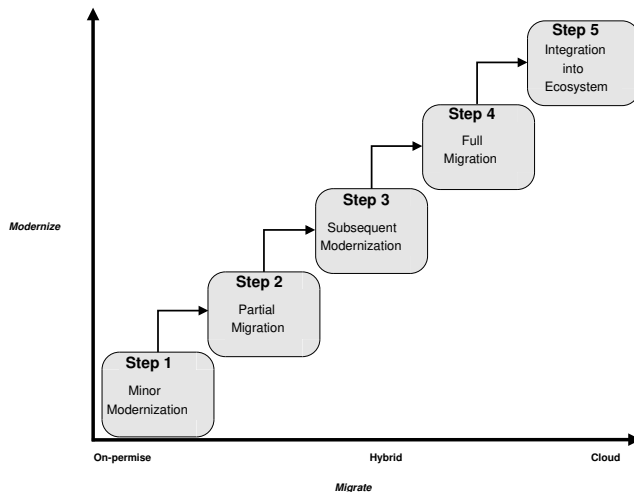 Step 5
Integration
into
Ecosystem
Step 4
Full
Migration
Step 3
Subsequent
Modernization
Modernize
Step 2
Partial
Migration
Step 1
Minor
Modernization
On-permise
Hybrid
Cloud
Migrate